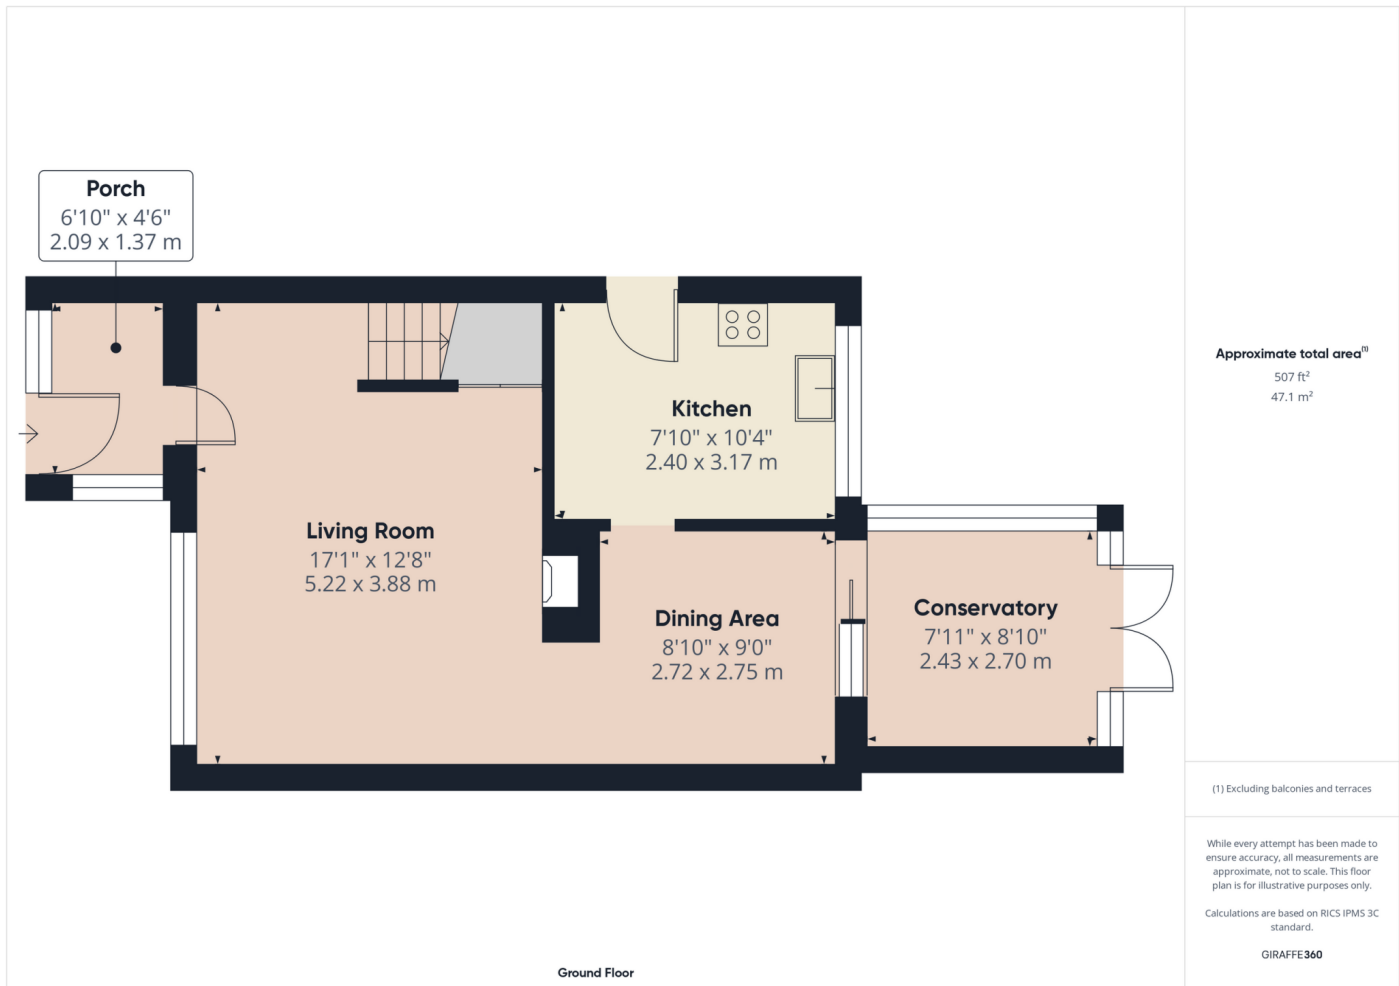 Porch
6'10" x 4'6"
2.09 x 1.37 m
Living Room
17'1" x 12'8"
5.22 x 3.88 m
Kitchen
7'10" x 10'4"
2.40 x 3.17 m
Dining Area
8'10" x 9'0"
2.72 x 2.75 m
Conservatory
7'11" x 8'10"
2.43 x 2.70 m
Ground Floor
Approximate total area(1)
507 ft²
47.1 m²
(1) Excluding balconies and terraces
While every attempt has been made to
ensure accuracy, all measurements are
approximate, not to scale. This floor
plan is for illustrative purposes only.
Calculations are based on RICS IPMS 3C
standard.
GIRAFFE360